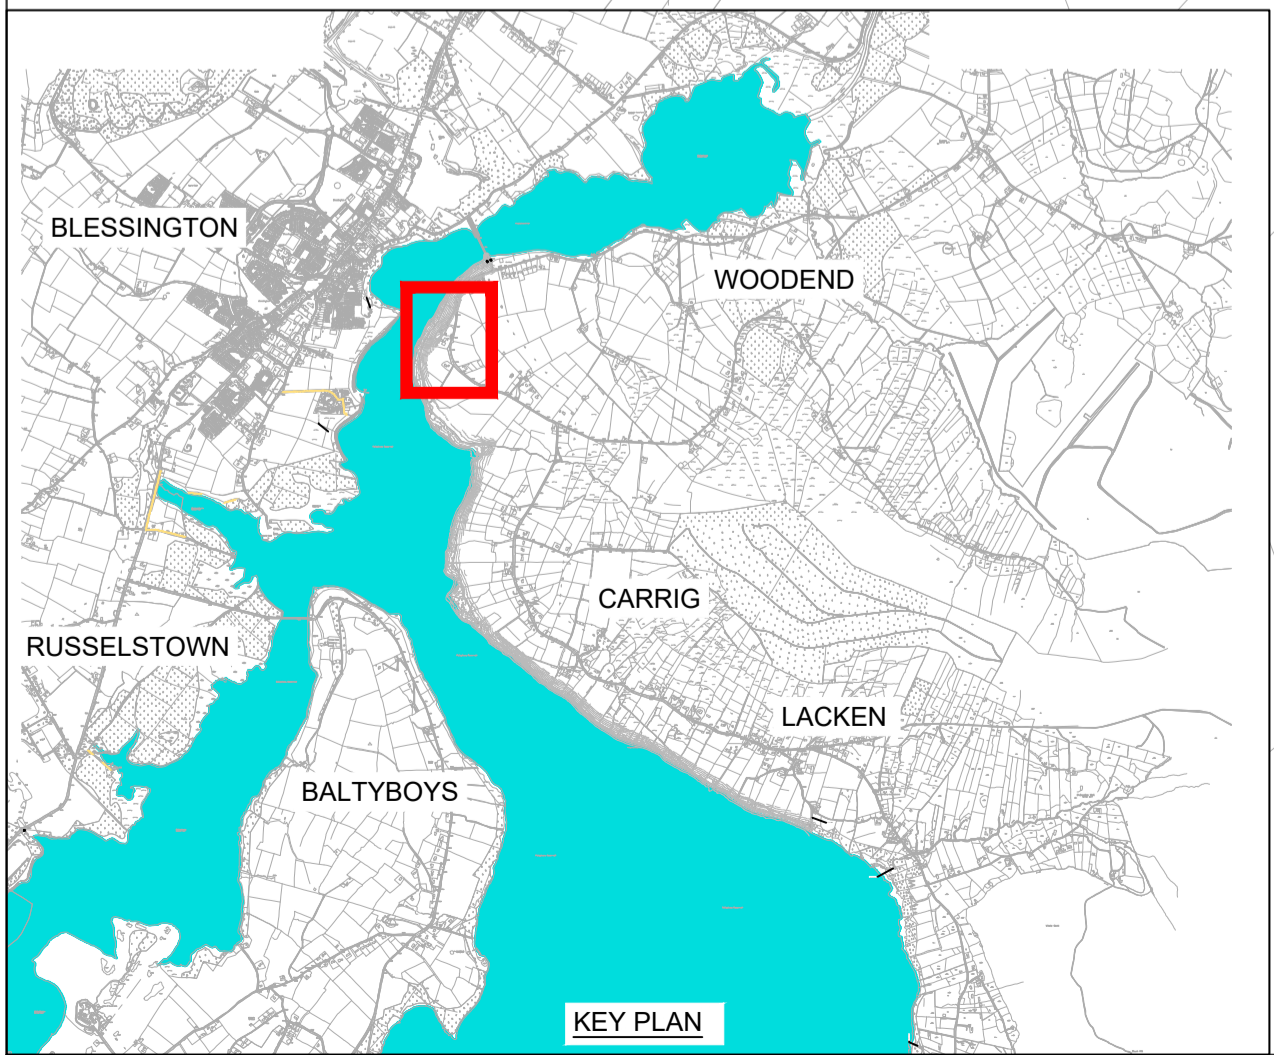 BLESSINGTON
WOODEND
CARRIG
RUSSELSTOWN
LACKEN
BALTYBOYS
KEY PLAN